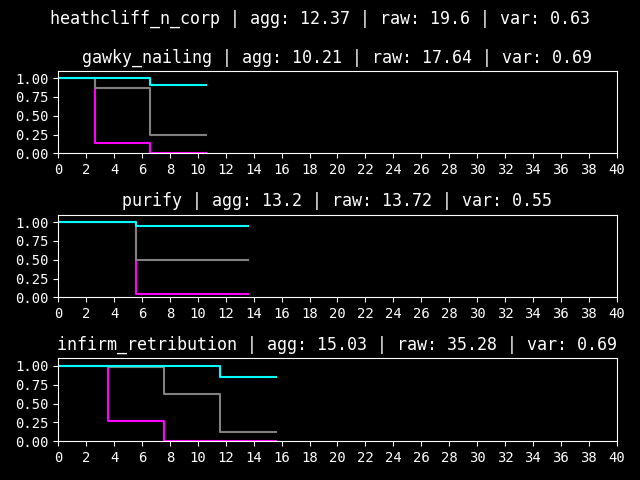 heathcliff_n_corp | agg: 12.37 | raw: 19.6 | var: 0.63
gawky_nailing | agg: 10.21 | raw: 17.64 | var: 0.69
1.00
0.75
0.50
0.25
0.00
0 2 4 6 8 10 12 14 16 18 20 22 24 26 28 30 32 34 36 38 40
purify | agg: 13.2 | raw: 13.72 | var: 0.55
1.00
0.75
0.50
0.25
0.00
0 2 4 6 8 10 12 14 16 18 20 22 24 26 28 30 32 34 36 38 40
infirm_retribution | agg: 15.03 | raw: 35.28 | var: 0.69
1.00
0.75
0.50
0.25
0.00
0 2 4 6 8 10 12 14 16 18 20 22 24 26 28 30 32 34 36 38 40